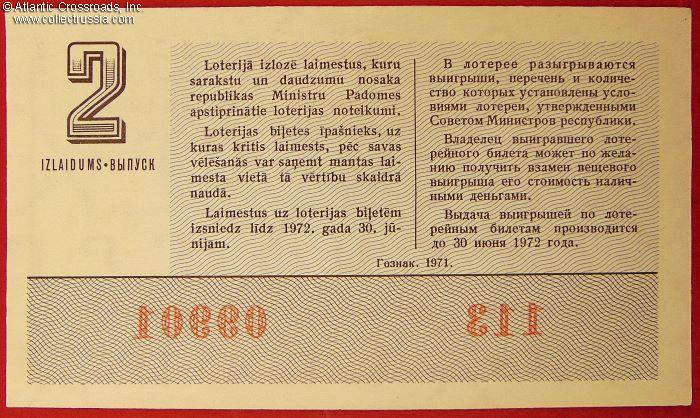 © Atlantic Crossroads, Inc.
www.collectrussia.com
2
IZLAIDUMS•ВЫПУСК
Loterijā izlozē laimestus, kuru
sarakstu un daudzumu nosaka
republikas Ministru Padomes
apstiprinātie loterijas noteikumi.
Loterijas biļetes īpašnieks, uz
kuras kritis laimests, pēc savas
vēlēšanās var saņemt mantas lai-
mesta vietā tā vērtību skaidrā
naudā.
Laimestus uz loterijas biļetēm
izsniedz līdz 1972. gada 30. jū-
nijam.
В лотерее разыгрываются
выигрыши, перечень и количе-
ство которых установлены усло-
виями лотереи, утвержденными
Советом Министров республики.
Владелец выигравшего лоте-
рейного билета может по жела-
нию получить взамен вещевого
выигрыша его стоимость налич-
ными деньгами.
Выдача выигрышей по лоте-
рейным билетам производится
до 30 июня 1972 года.
Гознак. 1971.